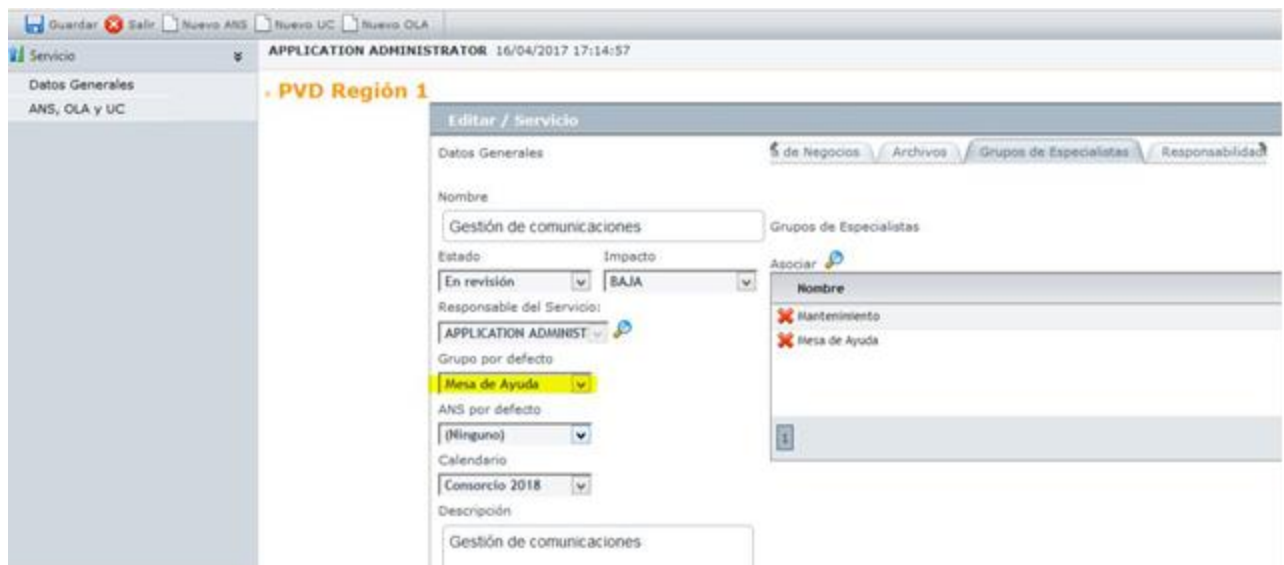 Guardar Salir Nuevo ANS Nuevo UC Nuevo OLA
Servicio
APPLICATION ADMINISTRATOR 16/04/2017 17:14:57
Datos Generales
ANS, OLA y UC
PVD Región 1
Editar / Servicio
Datos Generales
de Negocios Archivos Grupos de Especialistas Responsabilidad
Nombre
Gestión de comunicaciones
Grupos de Especialistas
Estado Impacto
Asociar
En revisión BAJA
Nombre
Responsable del Servicio:
Mantenimiento
APPLICATION ADMINIST
Mesa de Ayuda
Grupo por defecto
Mesa de Ayuda
ANS por defecto
(Ninguno)
1
Calendario
Consorcio 2018
Descripción
Gestión de comunicaciones